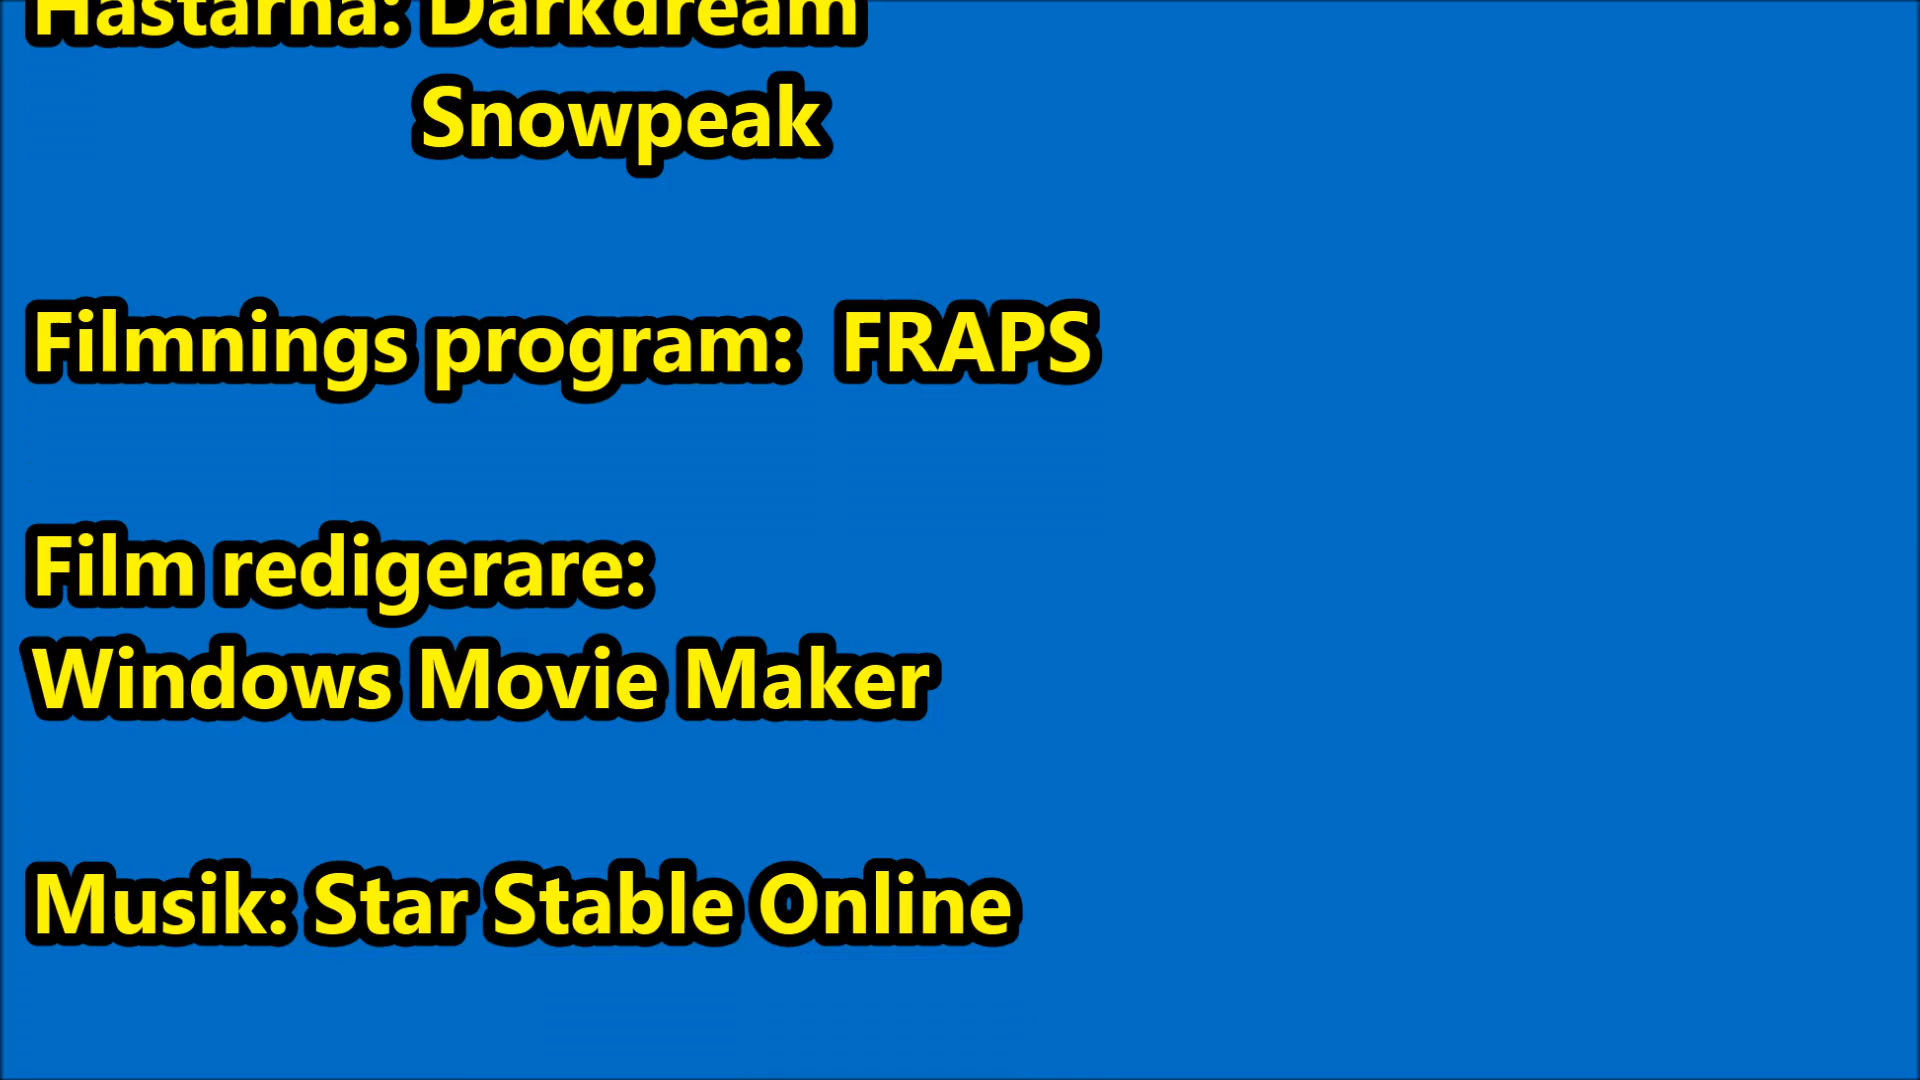 Hästarna: Darkdream
Snowpeak
Filmnings program: FRAPS
Film redigerare:
Windows Movie Maker
Musik: Star Stable Online